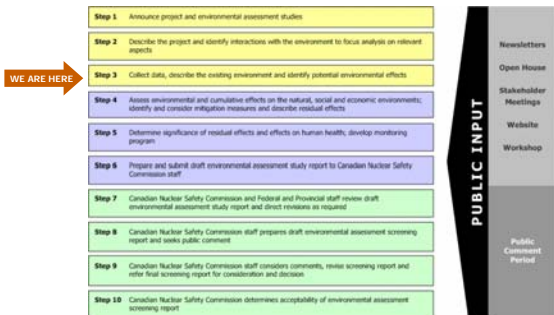 Step 1 Announce project and environmental assessment studies
Step 2 Describe the project and identify interactions with the environment to focus analysis on relevant
aspects
WE ARE HERE
Step 3 Collect data, describe the existing environment and identify potential environmental effects
Step 4 Assess environmental and cumulative effects on the natural, social and economic environments;
identify and consider mitigation measures and describe residual effects
Step 5 Determine significance of residual effects and effects on human health; develop monitoring
program
Step 6 Prepare and submit draft environmental assessment study report to Canadian Nuclear Safety
Commission staff
Step 7 Canadian Nuclear Safety Commission and Federal and Provincial staff review draft
environmental assessment study report and direct revisions as required
Step 8 Canadian Nuclear Safety Commission staff prepares draft environmental assessment screening
report and seeks public comment
Step 9 Canadian Nuclear Safety Commission staff considers comments, revise screening report and
refer final screening report for consideration and decision
Step 10 Canadian Nuclear Safety Commission determines acceptability of environmental assessment
screening report
PUBLIC INPUT
Newsletters
Open House
Stakeholder
Meetings
Website
Workshop
Public
Comment
Period